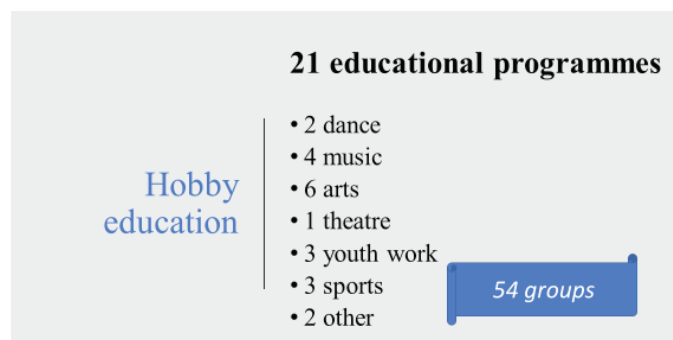 21 educational programmes
Hobby
education
• 2 dance
• 4 music
• 6 arts
• 1 theatre
• 3 youth work
• 3 sports
• 2 other
54 groups